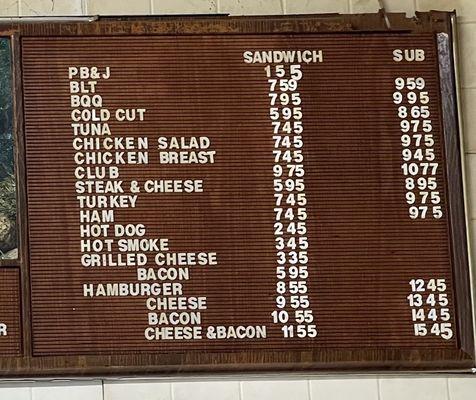 SANDWICH SUB
PB&J 155
BLT 759 959
BQQ 795 995
COLD CUT 595 865
TUNA 745 975
CHICKEN SALAD 745 975
CHICKEN BREAST 745 945
CLUB 975 1077
STEAK & CHEESE 595 895
TURKEY 745 975
HAM 745 975
HOT DOG 245
HOT SMOKE 345
GRILLED CHEESE 335
BACON 595
HAMBURGER 855 1245
CHEESE 955 1345
BACON 1055 1445
CHEESE & BACON 1155 1545